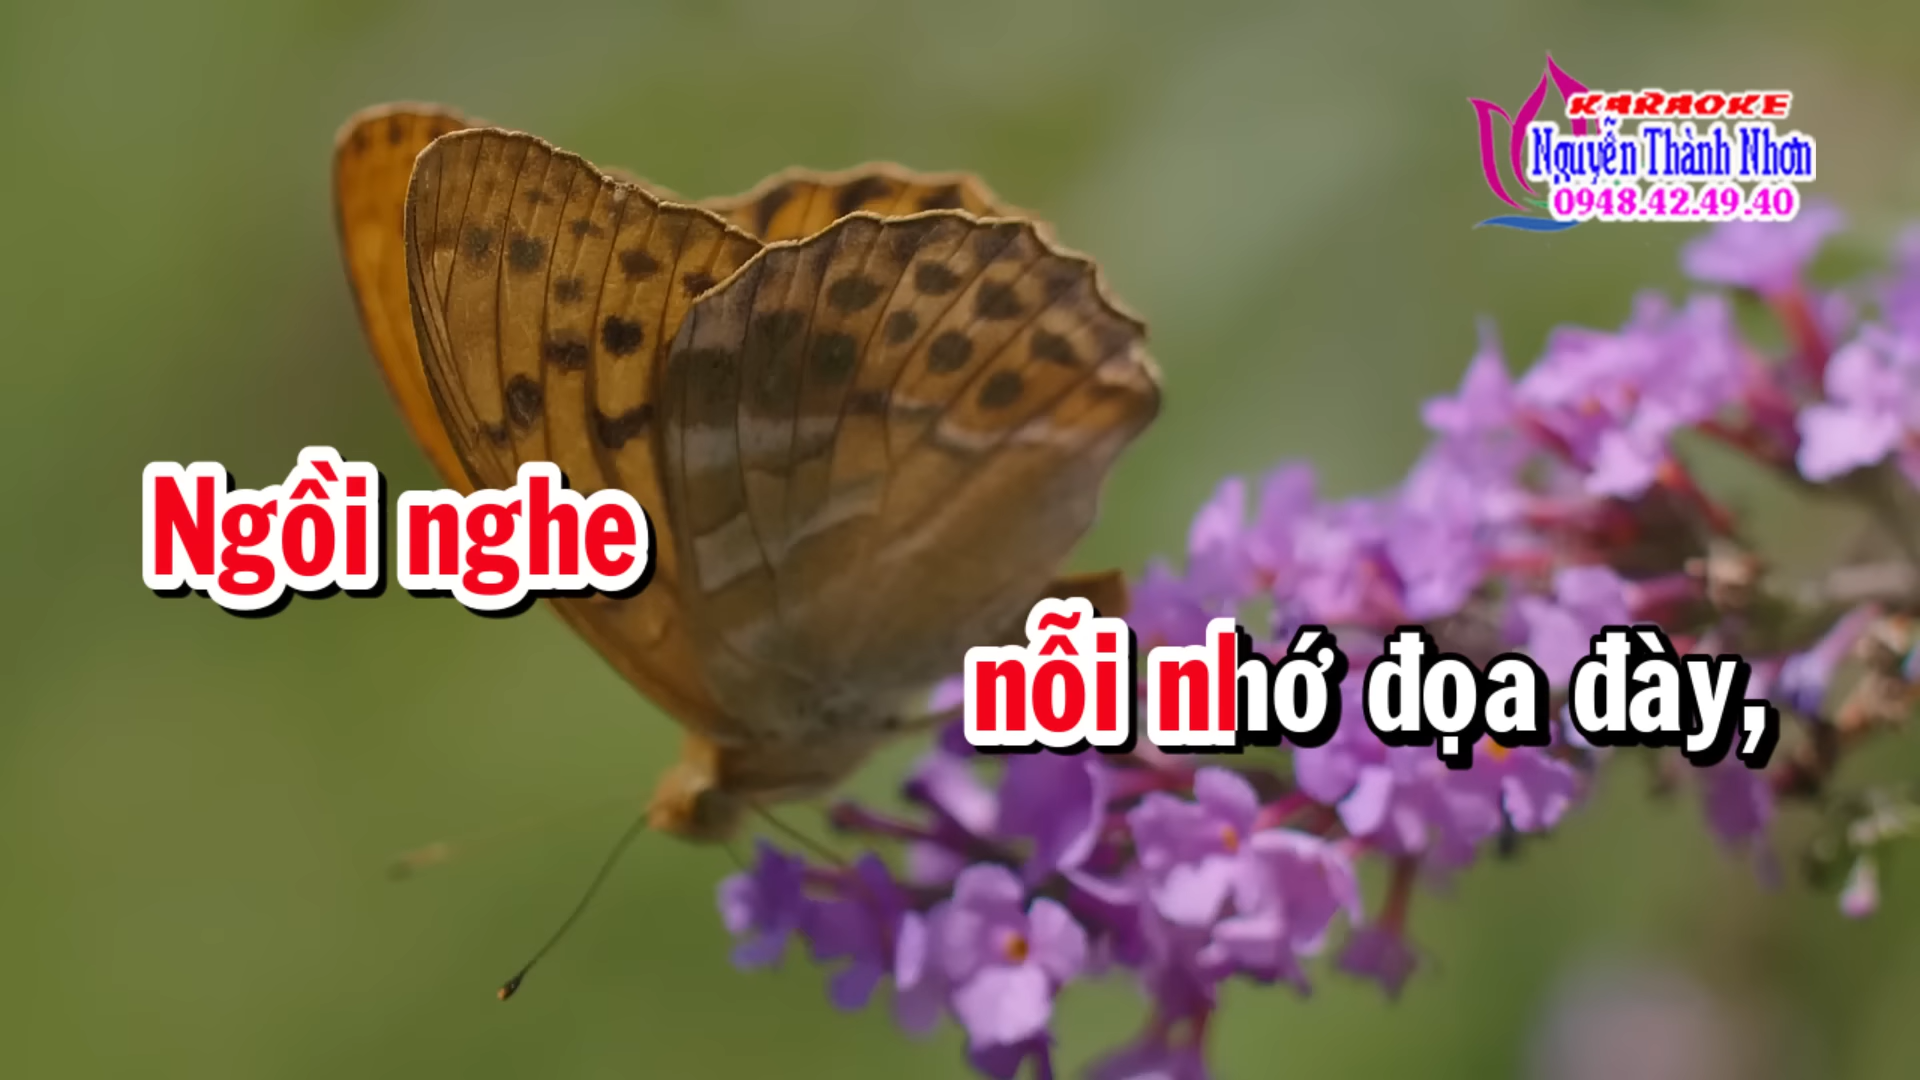 KARAOKE
Nguyễn Thành Nhơn
0948.42.49.40
Ngồi nghe
nỗi nhớ đọa đày,